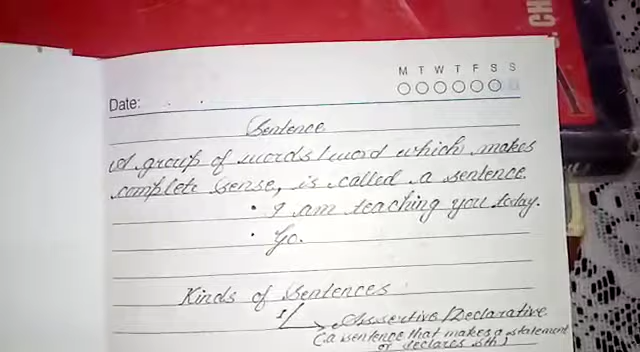 CH
M T W T F S S
Date:
Sentence
A group of words/word which makes
complete sense, is called a sentence.
• I am teaching you today.
• Go.
Kinds of Sentences
Assertive/Declarative
(a sentence that makes a statement
or declares sth)